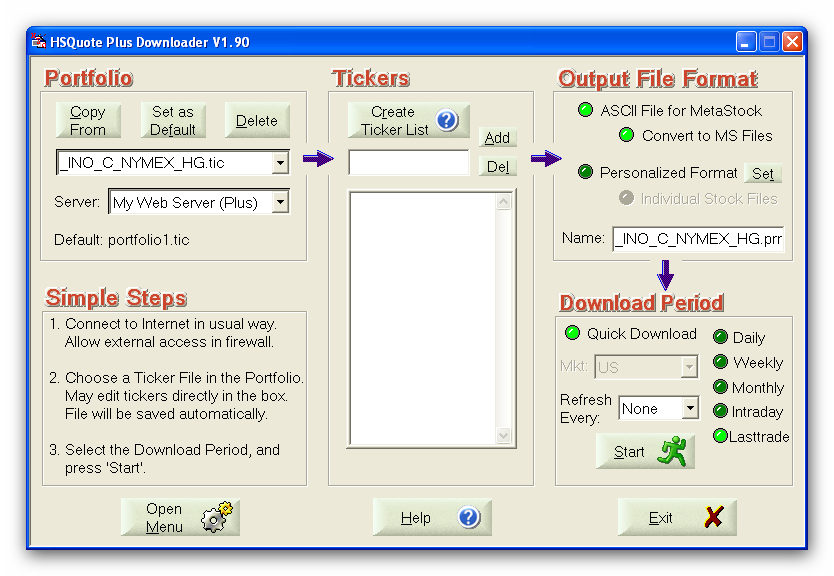 HSQuote Plus Downloader V1.90
Portfolio
Copy From
Set as Default
Delete
_INO_C_NYMEX_HG.tic
Server: My Web Server (Plus)
Default: portfolio1.tic
Simple Steps
1. Connect to Internet in usual way.
Allow external access in firewall.
2. Choose a Ticker File in the Portfolio.
May edit tickers directly in the box.
File will be saved automatically.
3. Select the Download Period, and
press 'Start'.
Open Menu
Tickers
Create Ticker List ?
Add
Del
Help ?
Output File Format
ASCII File for MetaStock
Convert to MS Files
Personalized Format Set
Individual Stock Files
Name: _INO_C_NYMEX_HG.prn
Download Period
Quick Download
Mkt: US
Refresh
Every: None
Start
Daily
Weekly
Monthly
Intraday
Lasttrade
Exit